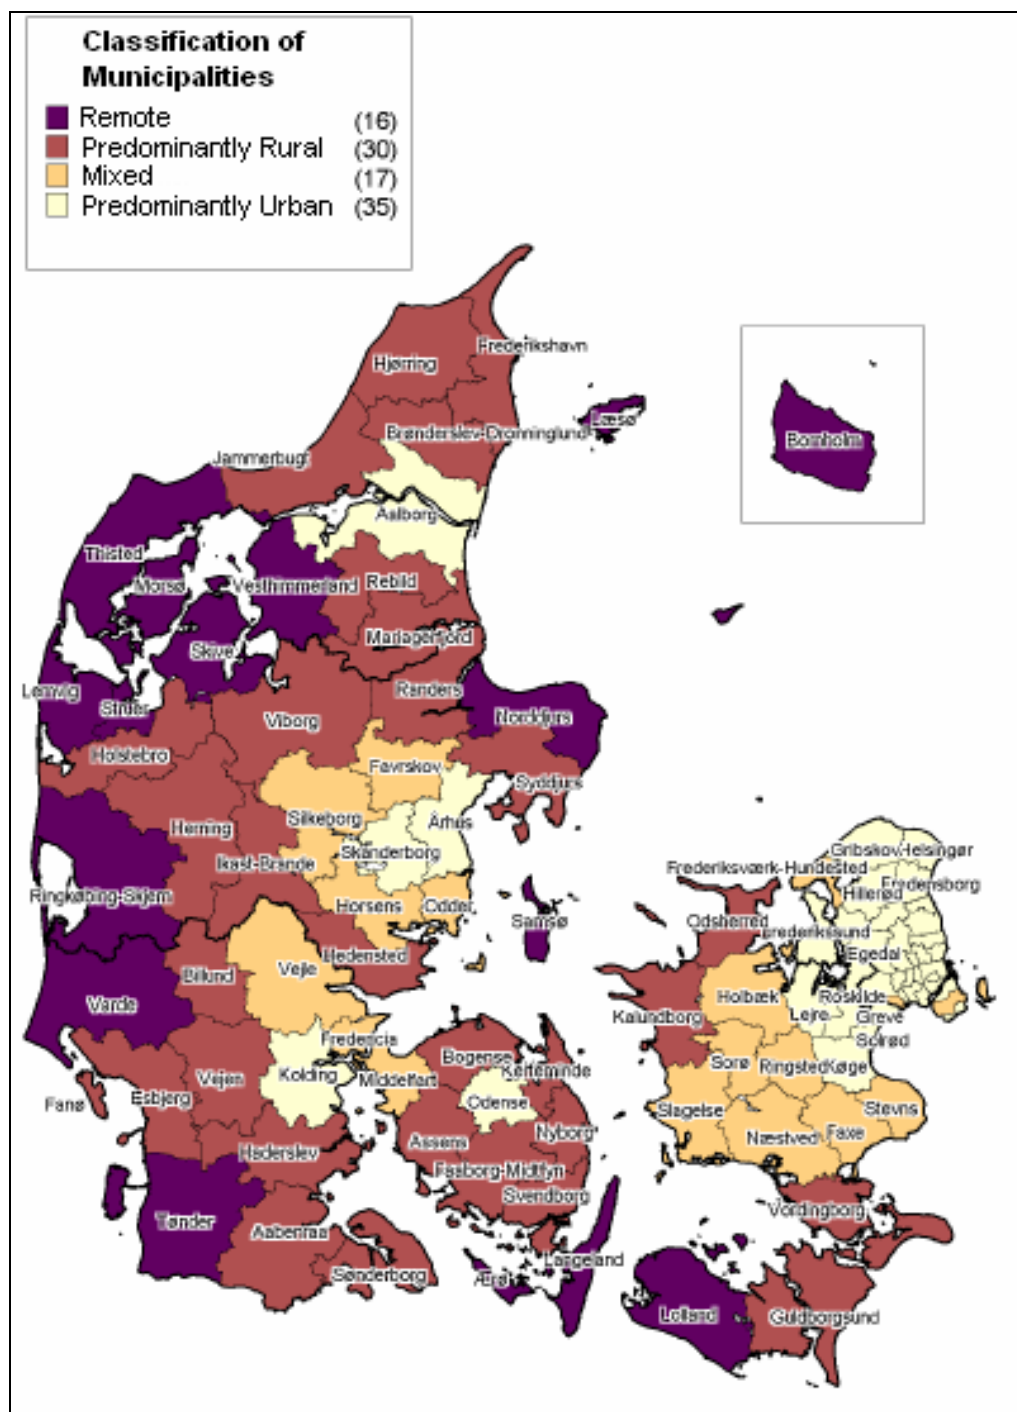 Classification of
Municipalities
Remote (16)
Predominantly Rural (30)
Mixed (17)
Predominantly Urban (35)
Hjørring
Frederikshavn
Læsø
Brønderslev-Dronninglund
Bornholm
Jammerbugt
Aalborg
Thisted
Morsø
Vesthimmerland
Rebild
Mariagerfjord
Skive
Lemvig
Struer
Randers
Viborg
Norddjurs
Holstebro
Favrskov
Syddjurs
Silkeborg
Århus
Herning
Skanderborg
Ikast-Brande
Gribskov
Helsingør
Frederiksværk-Hundested
Fredensborg
Hillerød
Ringkøbing-Skjern
Horsens
Odder
Samsø
Odsherred
Frederikssund
Egedal
Hedensted
Billund
Vejle
Varde
Holbæk
Roskilde
Lejre
Greve
Kalundborg
Solrød
Fredericia
Bogense
Kerteminde
Sorø
Ringsted
Køge
Vejen
Kolding
Middelfart
Fanø
Esbjerg
Odense
Slagelse
Stevns
Nyborg
Næstved
Faxe
Assens
Haderslev
Faaborg-Midtfyn
Svendborg
Vordingborg
Tønder
Aabenraa
Langeland
Ærø
Sønderborg
Lolland
Guldborgsund